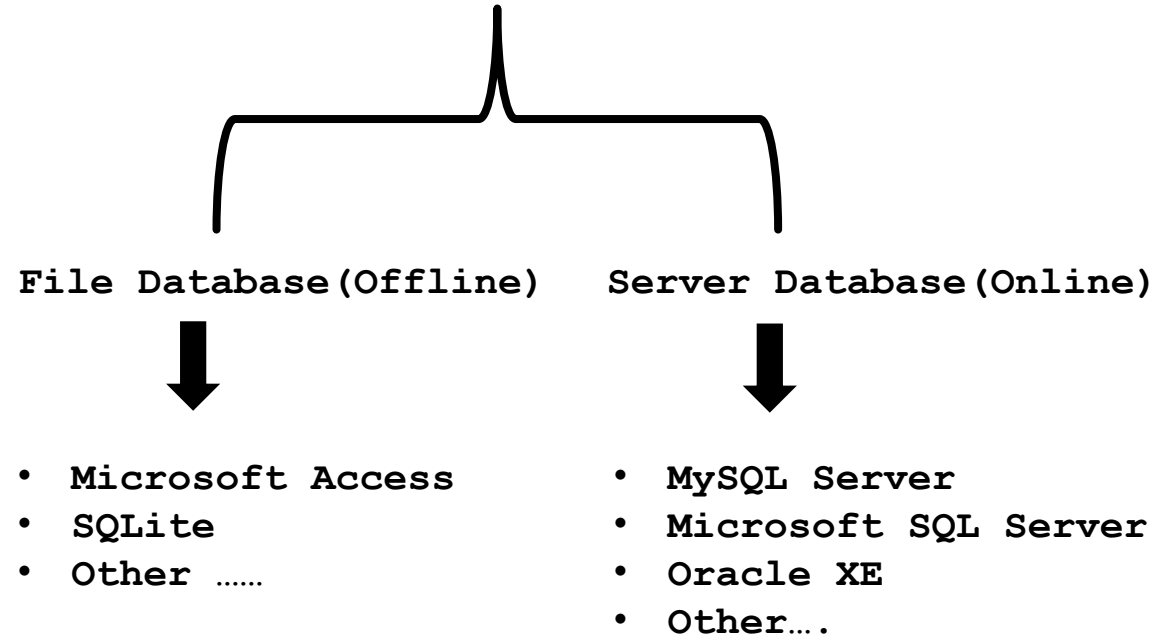 File Database(Offline)
Server Database(Online)
• Microsoft Access
• SQLite
• Other ……
• MySQL Server
• Microsoft SQL Server
• Oracle XE
• Other….